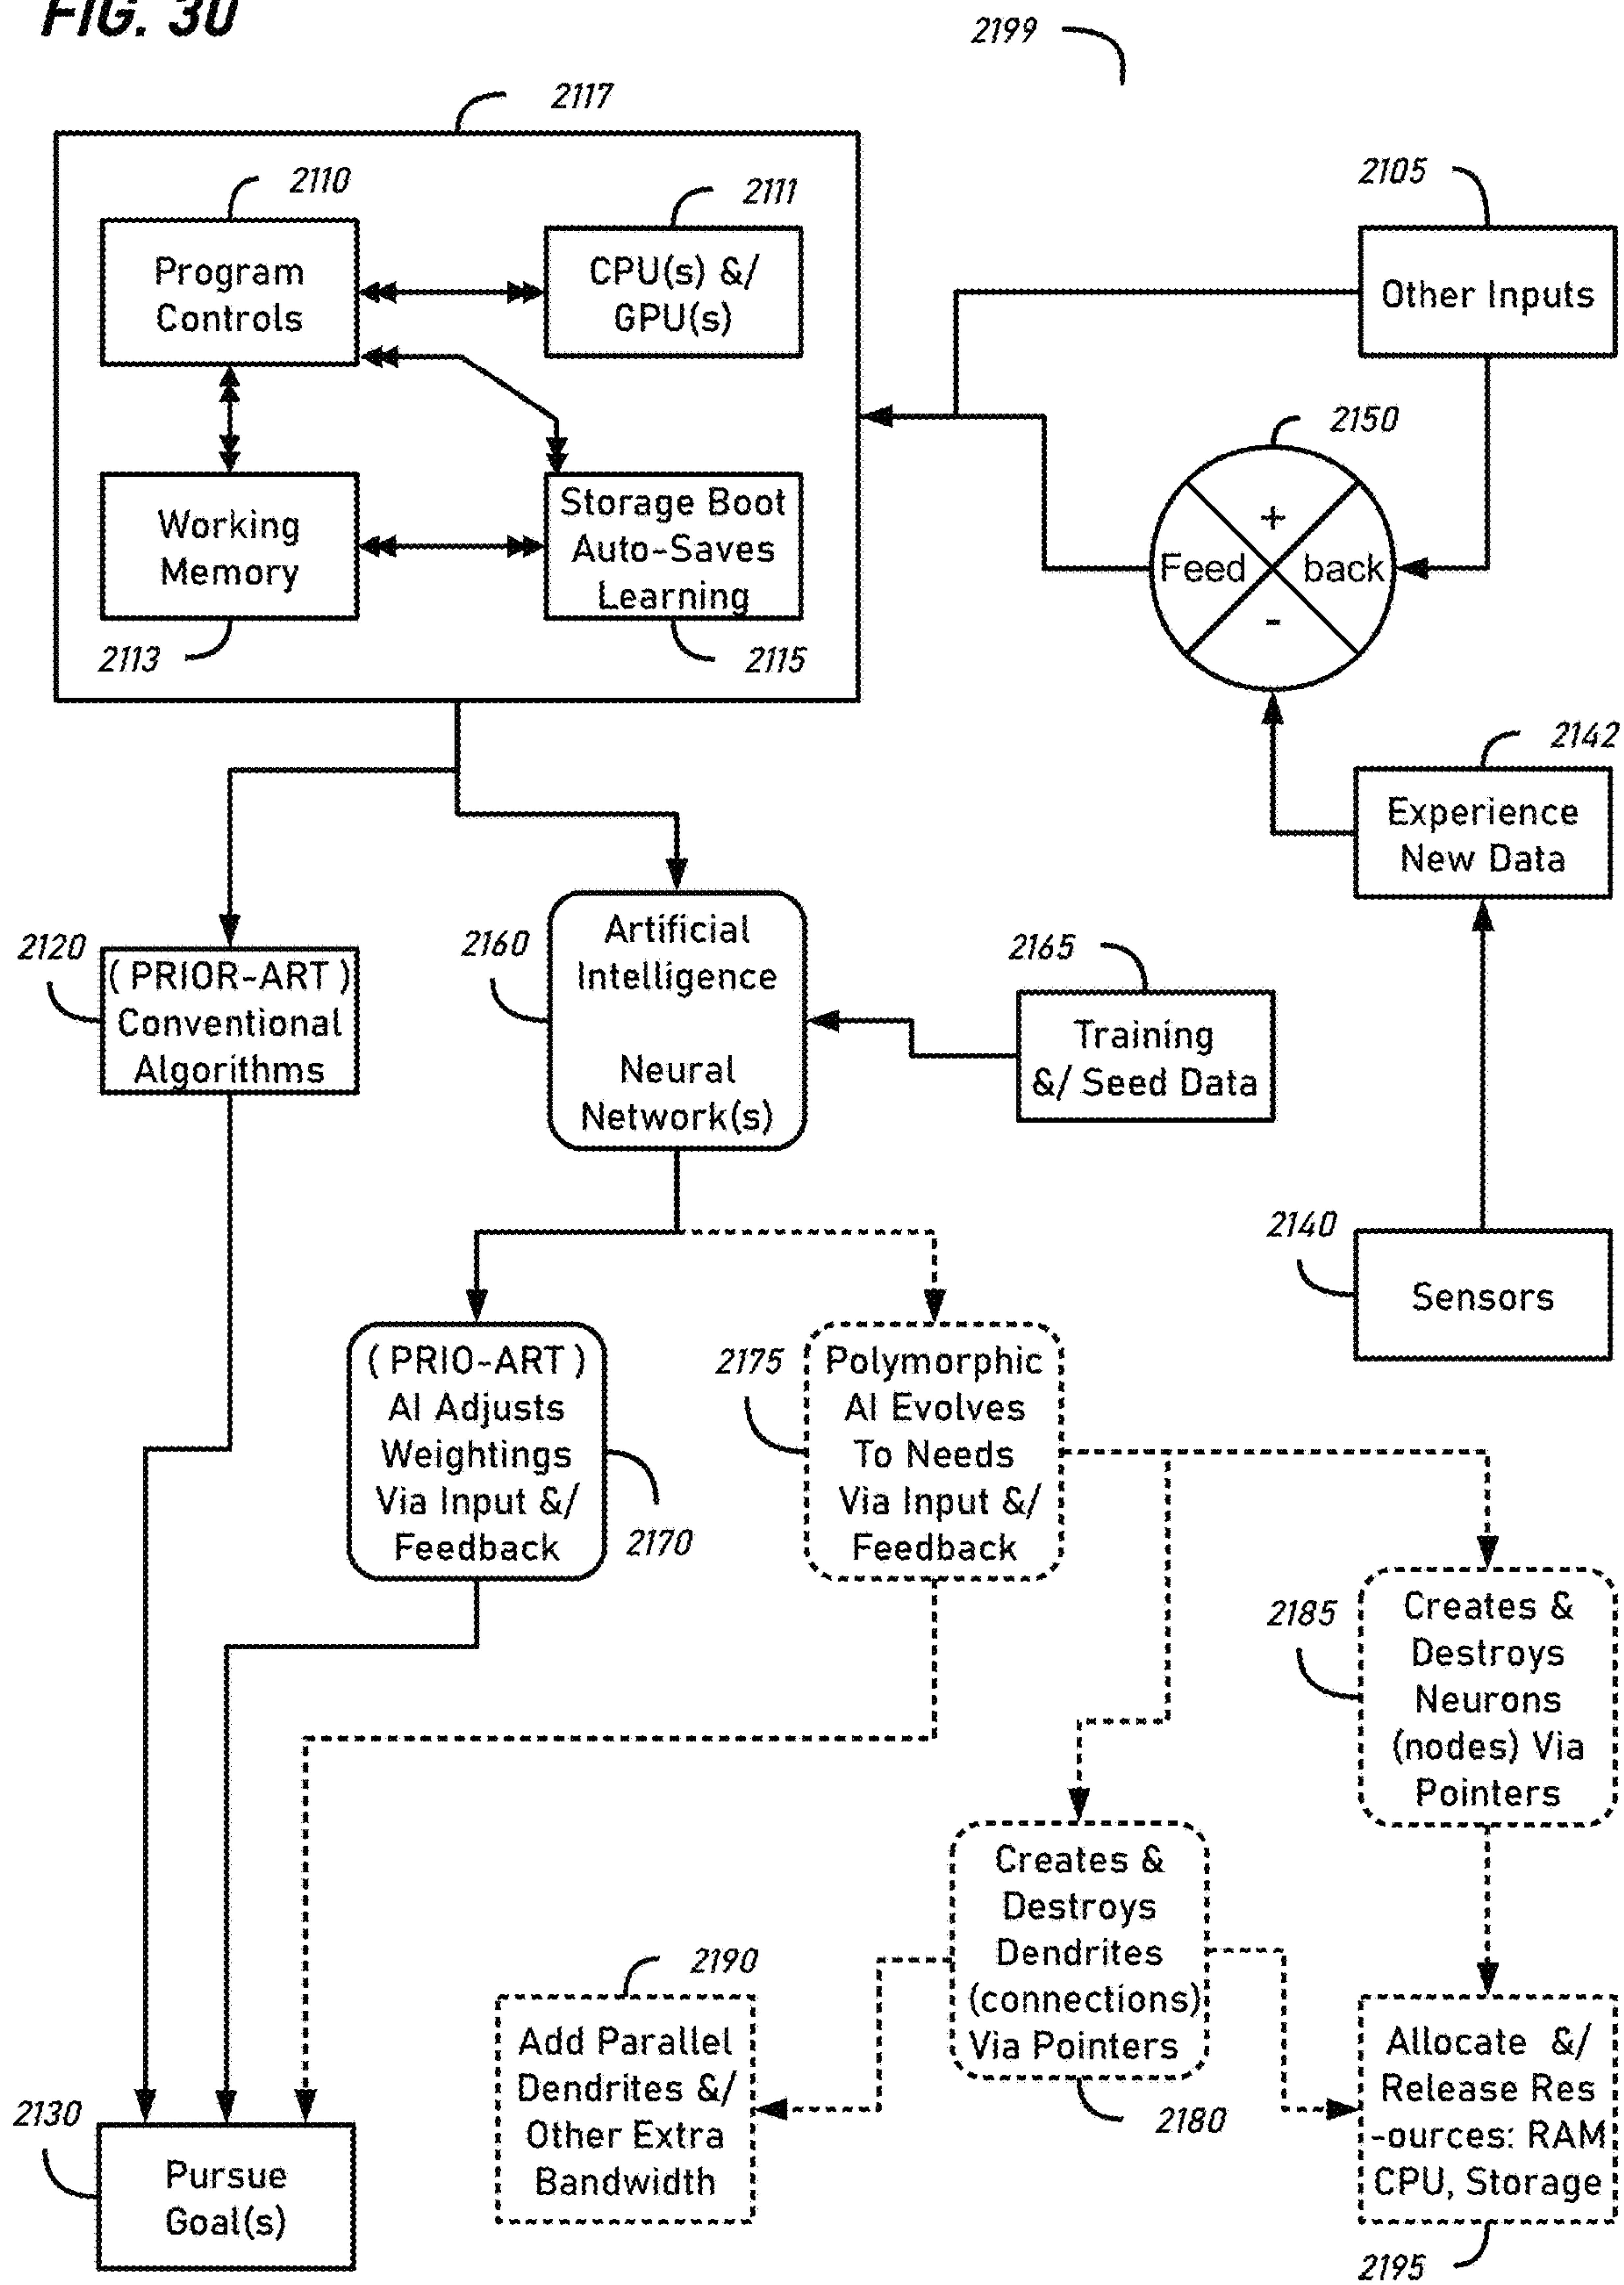 FIG. 30
2199
2117
2110
2111
2105
Program
Controls
CPU(s) &/
GPU(s)
Other Inputs
2150
Working
Memory
Storage Boot
Auto-Saves
Learning
+
Feed back
-
2113
2115
2142
Experience
New Data
2120
(PRIOR-ART)
Conventional
Algorithms
2160
Artificial
Intelligence
Neural
Network(s)
2165
Training
&/ Seed Data
2140
Sensors
(PRIO-ART)
AI Adjusts
Weightings
Via Input &/
Feedback
2170
2175
Polymorphic
AI Evolves
To Needs
Via Input &/
Feedback
2185
Creates &
Destroys
Neurons
(nodes) Via
Pointers
Creates &
Destroys
Dendrites
(connections)
Via Pointers
2180
2190
Add Parallel
Dendrites &/
Other Extra
Bandwidth
Allocate &/
Release Res
-ources: RAM
CPU, Storage
2195
2130
Pursue
Goal(s)